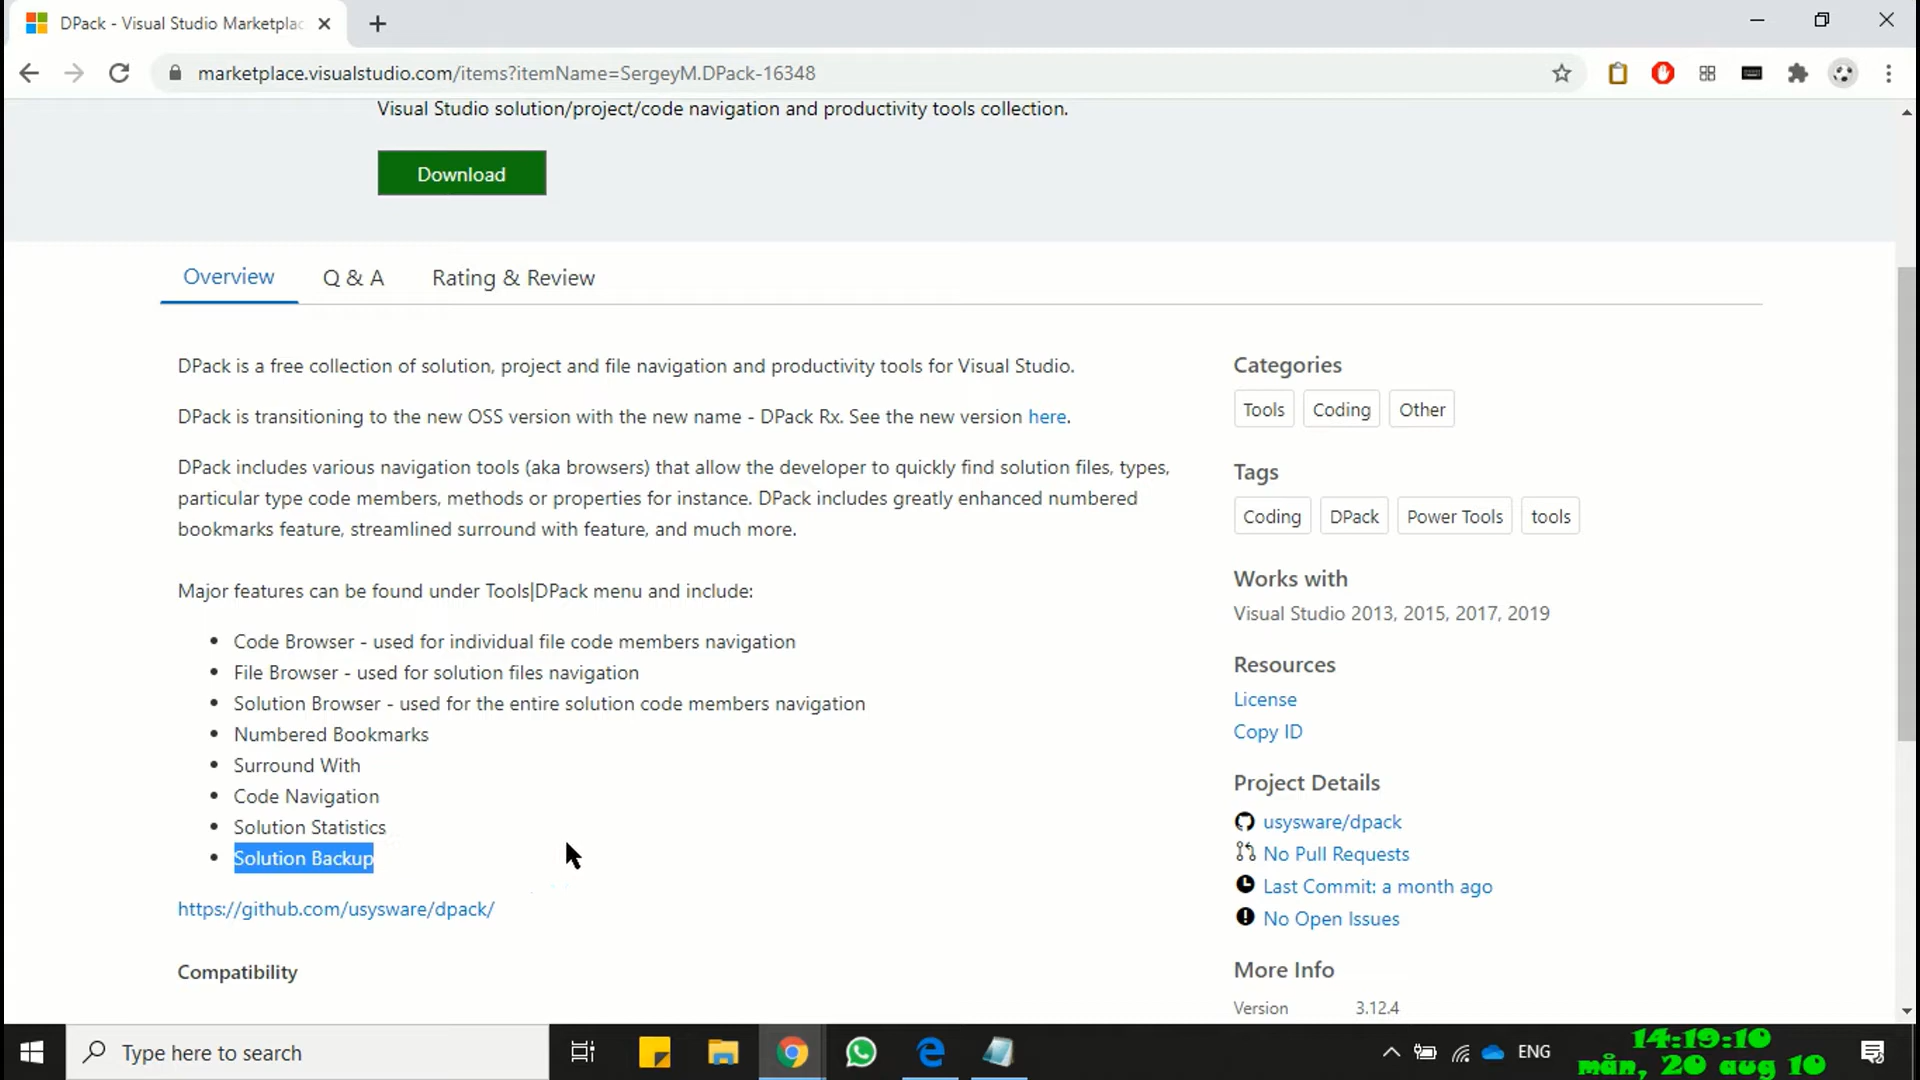 DPack - Visual Studio Marketplac
marketplace.visualstudio.com/items?itemName=SergeyM.DPack-16348
Visual Studio solution/project/code navigation and productivity tools collection.
Download
Overview
Q & A
Rating & Review
DPack is a free collection of solution, project and file navigation and productivity tools for Visual Studio.
DPack is transitioning to the new OSS version with the new name - DPack Rx. See the new version here.
DPack includes various navigation tools (aka browsers) that allow the developer to quickly find solution files, types,
particular type code members, methods or properties for instance. DPack includes greatly enhanced numbered
bookmarks feature, streamlined surround with feature, and much more.
Major features can be found under Tools|DPack menu and include:
• Code Browser - used for individual file code members navigation
• File Browser - used for solution files navigation
• Solution Browser - used for the entire solution code members navigation
• Numbered Bookmarks
• Surround With
• Code Navigation
• Solution Statistics
• Solution Backup
https://github.com/usysware/dpack/
Compatibility
Categories
Tools
Coding
Other
Tags
Coding
DPack
Power Tools
tools
Works with
Visual Studio 2013, 2015, 2017, 2019
Resources
License
Copy ID
Project Details
usysware/dpack
No Pull Requests
Last Commit: a month ago
No Open Issues
More Info
Version 3.12.4
Type here to search
ENG
14:19:10
mån, 20 aug 10